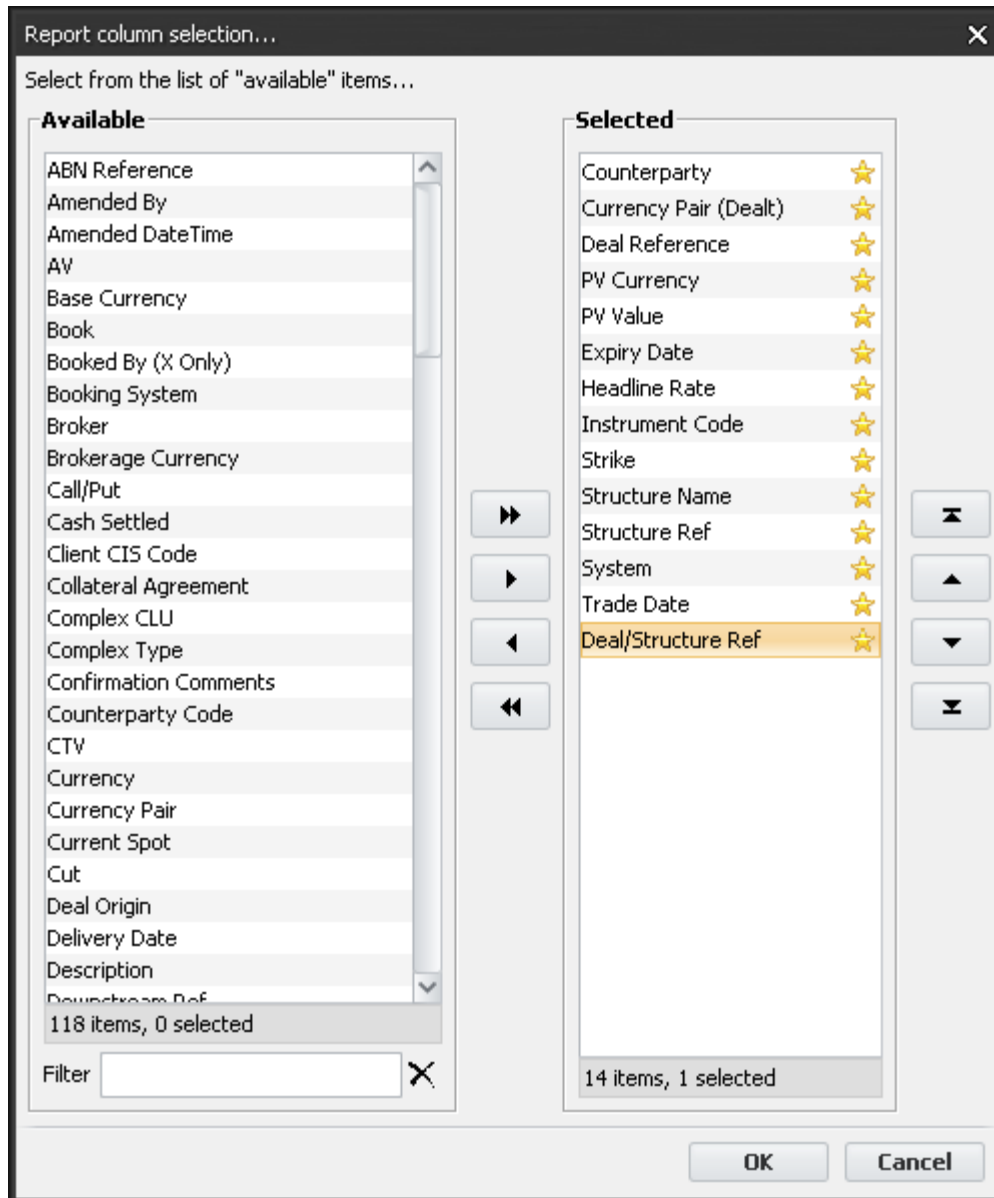 Report column selection...
Select from the list of "available" items...
Available
ABN Reference
Amended By
Amended DateTime
AV
Base Currency
Book
Booked By (X Only)
Booking System
Broker
Brokerage Currency
Call/Put
Cash Settled
Client CIS Code
Collateral Agreement
Complex CLU
Complex Type
Confirmation Comments
Counterparty Code
CTV
Currency
Currency Pair
Current Spot
Cut
Deal Origin
Delivery Date
Description
Downstream Ref
118 items, 0 selected
Filter
Selected
Counterparty
Currency Pair (Dealt)
Deal Reference
PV Currency
PV Value
Expiry Date
Headline Rate
Instrument Code
Strike
Structure Name
Structure Ref
System
Trade Date
Deal/Structure Ref
14 items, 1 selected
OK
Cancel